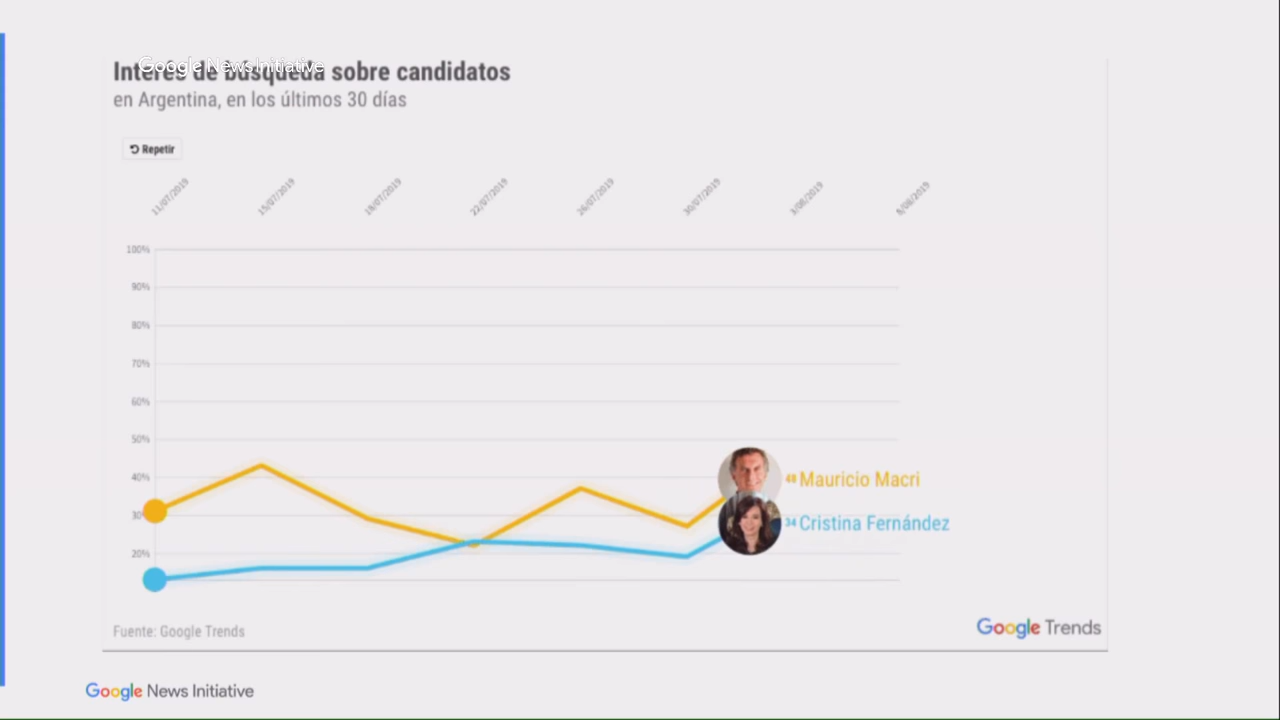 Google News Initiative
Interés de búsqueda sobre candidatos
en Argentina, en los últimos 30 días
Repetir
11/07/2019
15/07/2019
18/07/2019
22/07/2019
26/07/2019
30/07/2019
3/08/2019
8/08/2019
100%
90%
80%
70%
60%
50%
40%
30
20%
48 Mauricio Macri
34 Cristina Fernández
Fuente: Google Trends
Google Trends
Google News Initiative